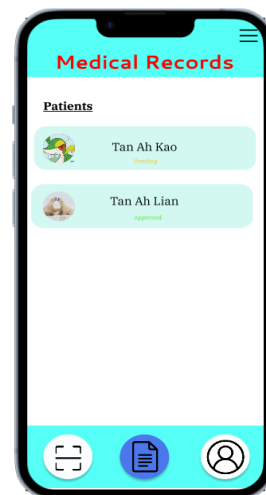 Medical Records
Patients
Tan Ah Kao
Pending
Tan Ah Lian
Approved